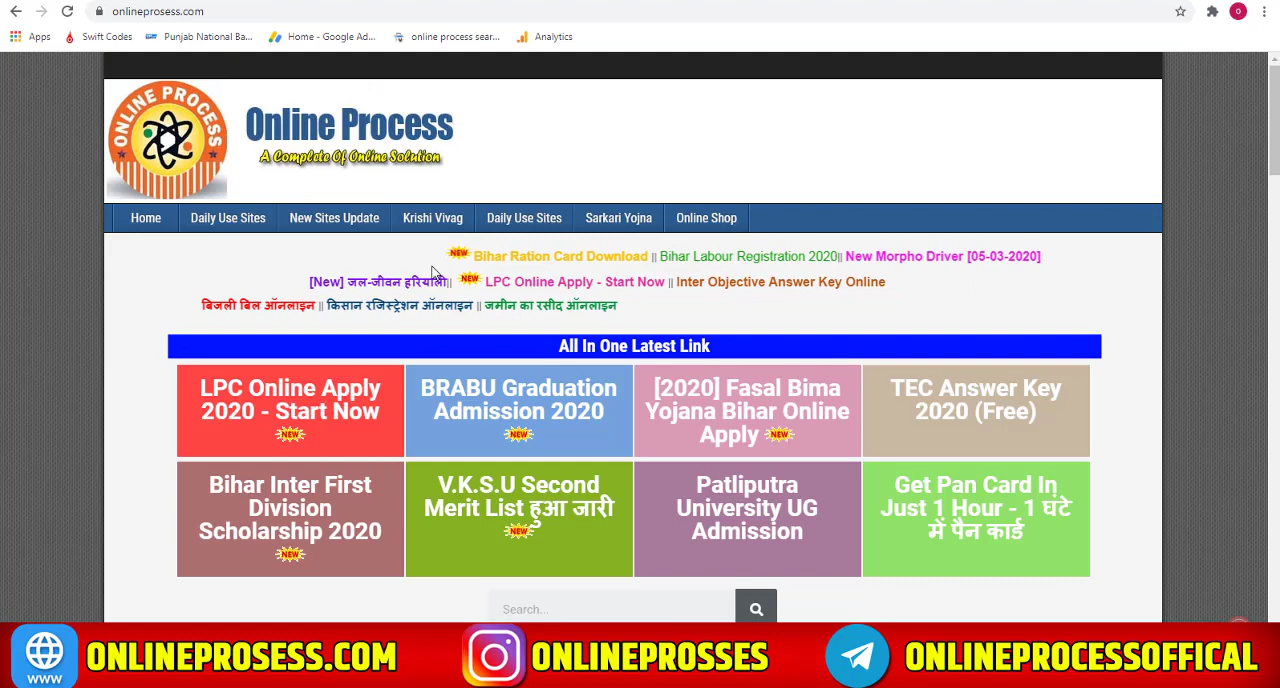 onlineprosess.com
O
Apps Swift Codes Punjab National Ba... Home - Google Ad... online process sear... Analytics
ONLINE PROCESS
Online Process
A Complete Of Online Solution
Home Daily Use Sites New Sites Update Krishi Vivag Daily Use Sites Sarkari Yojna Online Shop
NEW Bihar Ration Card Download || Bihar Labour Registration 2020|| New Morpho Driver [05-03-2020]
[New] जल-जीवन हरियाली|| NEW LPC Online Apply - Start Now || Inter Objective Answer Key Online
बिजली बिल ऑनलाइन || किसान रजिस्ट्रेशन ऑनलाइन || जमीन का रसीद ऑनलाइन
All In One Latest Link
LPC Online Apply
2020 - Start Now
NEW
BRABU Graduation
Admission 2020
NEW
[2020] Fasal Bima
Yojana Bihar Online
Apply NEW
TEC Answer Key
2020 (Free)
Bihar Inter First
Division
Scholarship 2020
NEW
V.K.S.U Second
Merit List हुआ जारी
NEW
Patliputra
University UG
Admission
Get Pan Card In
Just 1 Hour - 1 घंटे
में पैन कार्ड
Search...
WWW ONLINEPROSESS.COM ONLINEPROSSES ONLINEPROCESSOFFICAL